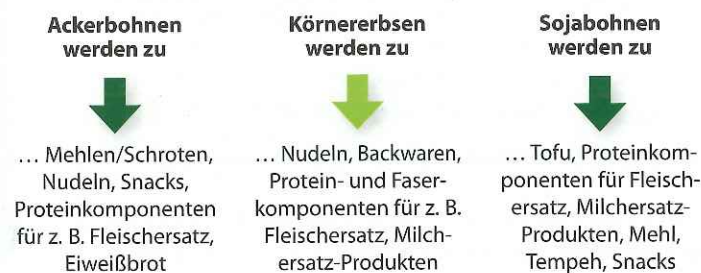 Ackerbohnen
werden zu
… Mehlen/Schroten,
Nudeln, Snacks,
Proteinkomponenten
für z. B. Fleischersatz,
Eiweißbrot
Körnererbsen
werden zu
… Nudeln, Backwaren,
Protein- und Faser-
komponenten für z. B.
Fleischersatz, Milch-
ersatz-Produkten
Sojabohnen
werden zu
… Tofu, Proteinkom-
ponenten für Fleisch-
ersatz, Milchersatz-
Produkten, Mehl,
Tempeh, Snacks